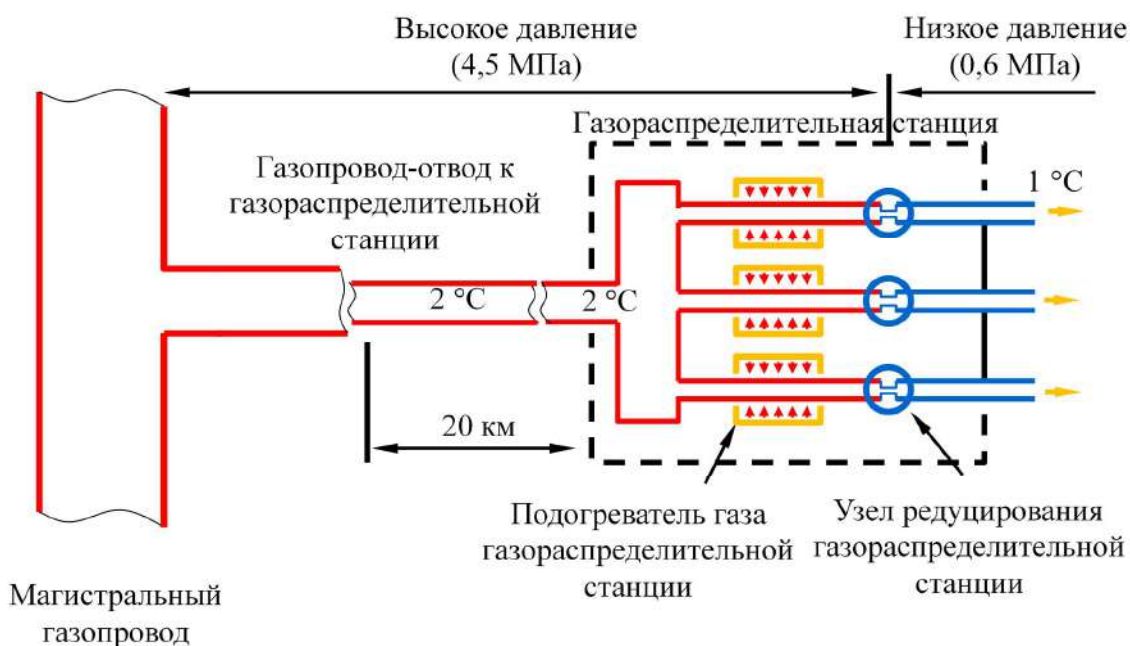 Высокое давление
(4,5 МПа)
Низкое давление
(0,6 МПа)
Газораспределительная станция
Газопровод-отвод к
газораспределительной
станции
1 °C
2 °C
2 °C
20 км
Подогреватель газа
газораспределительной
станции
Узел редуцирования
газораспределительной
станции
Магистральный
газопровод